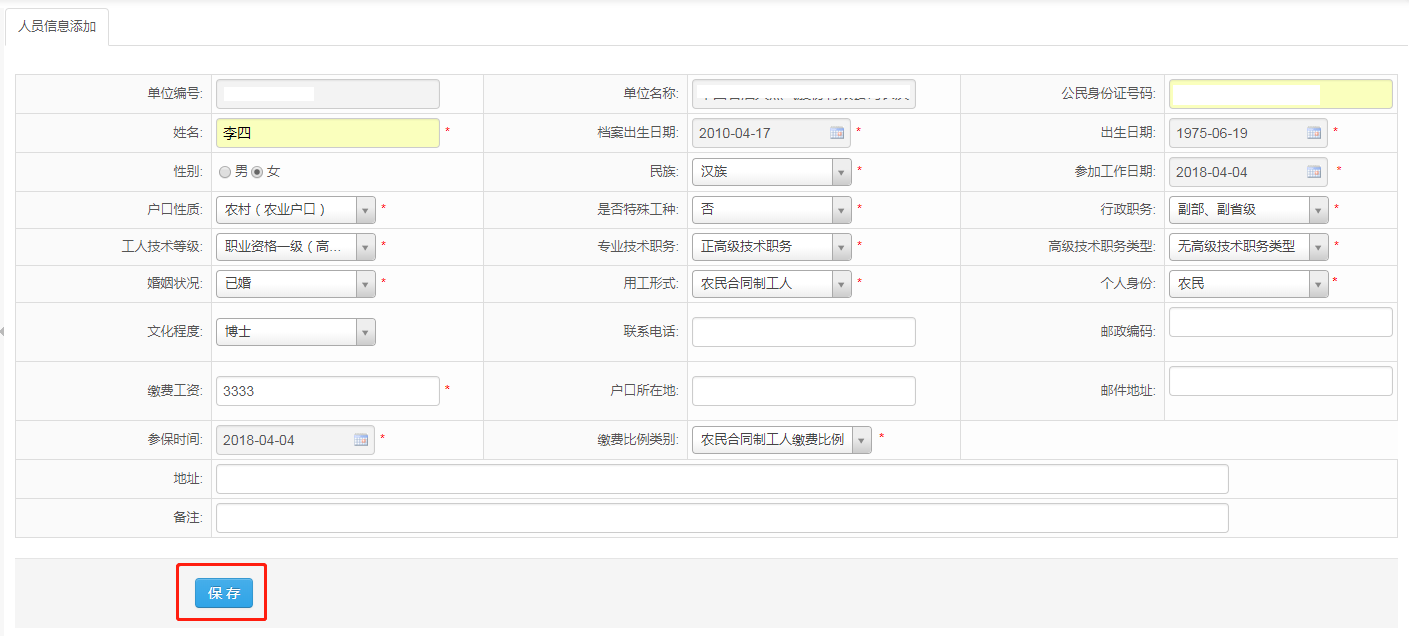 人员信息添加
单位编号: 单位名称: 公民身份证号码:
姓名: 李四 * 档案出生日期: 2010-04-17 * 出生日期: 1975-06-19 *
性别: 男 女 民族: 汉族 * 参加工作日期: 2018-04-04 *
户口性质: 农村（农业户口） * 是否特殊工种: 否 * 行政职务: 副部、副省级 *
工人技术等级: 职业资格一级（高... * 专业技术职务: 正高级技术职务 * 高级技术职务类型: 无高级技术职务类型 *
婚姻状况: 已婚 * 用工形式: 农民合同制工人 * 个人身份: 农民 *
文化程度: 博士 联系电话: 邮政编码:
缴费工资: 3333 * 户口所在地: 邮件地址:
参保时间: 2018-04-04 * 缴费比例类别: 农民合同制工人缴费比例 *
地址:
备注:
保存